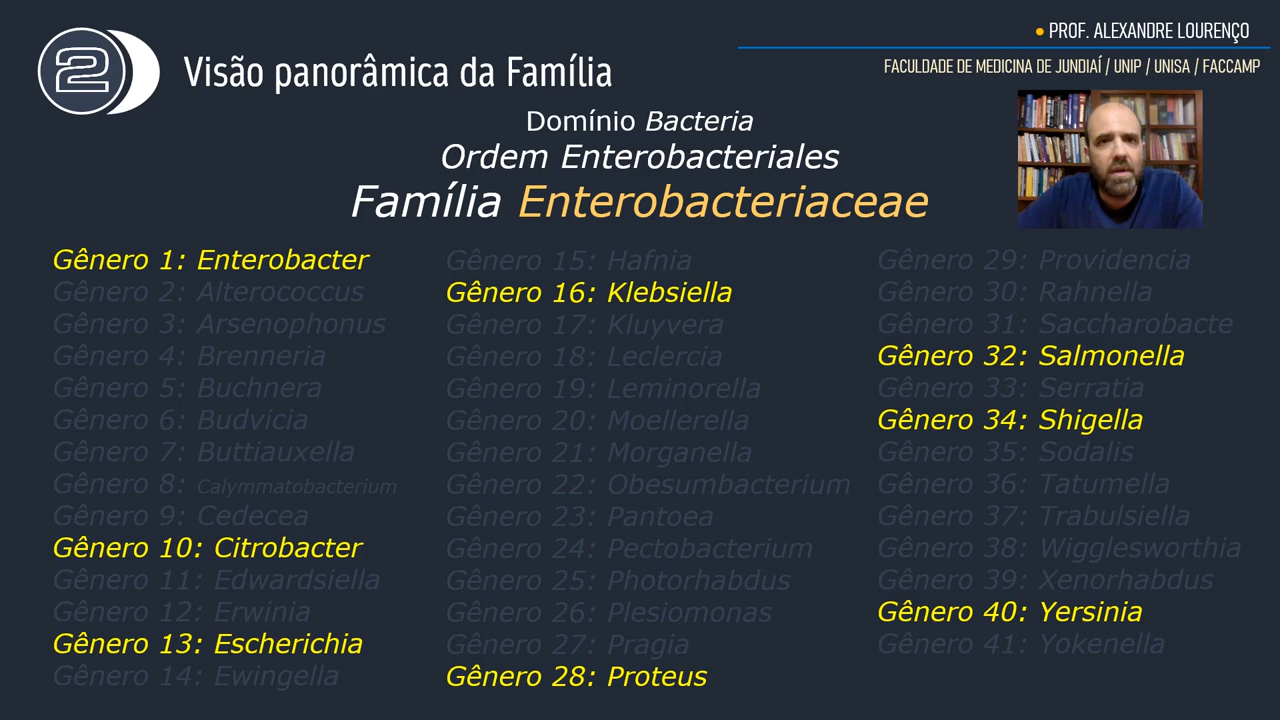 2
Visão panorâmica da Família
PROF. ALEXANDRE LOURENÇO
FACULDADE DE MEDICINA DE JUNDIAÍ / UNIP / UNISA / FACCAMP
Domínio Bacteria
Ordem Enterobacteriales
Família Enterobacteriaceae
Gênero 1: Enterobacter
Gênero 2: Alterococcus
Gênero 3: Arsenophonus
Gênero 4: Brenneria
Gênero 5: Buchnera
Gênero 6: Budvicia
Gênero 7: Buttiauxella
Gênero 8: Calymmatobacterium
Gênero 9: Cedecea
Gênero 10: Citrobacter
Gênero 11: Edwardsiella
Gênero 12: Erwinia
Gênero 13: Escherichia
Gênero 14: Ewingella
Gênero 15: Hafnia
Gênero 16: Klebsiella
Gênero 17: Kluyvera
Gênero 18: Leclercia
Gênero 19: Leminorella
Gênero 20: Moellerella
Gênero 21: Morganella
Gênero 22: Obesumbacterium
Gênero 23: Pantoea
Gênero 24: Pectobacterium
Gênero 25: Photorhabdus
Gênero 26: Plesiomonas
Gênero 27: Pragia
Gênero 28: Proteus
Gênero 29: Providencia
Gênero 30: Rahnella
Gênero 31: Saccharobacte
Gênero 32: Salmonella
Gênero 33: Serratia
Gênero 34: Shigella
Gênero 35: Sodalis
Gênero 36: Tatumella
Gênero 37: Trabulsiella
Gênero 38: Wigglesworthia
Gênero 39: Xenorhabdus
Gênero 40: Yersinia
Gênero 41: Yokenella